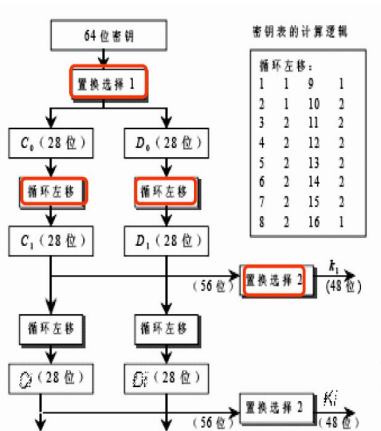 64位密钥
密钥表的计算逻辑
置换选择1
循环左移:
1 1 9 1
2 1 10 2
3 2 11 2
4 2 12 2
5 2 13 2
6 2 14 2
7 2 15 2
8 2 16 1
C₀(28位) D₀(28位)
循环左移 循环左移
C₁(28位) D₁(28位)
(56位) 置换选择2 k₁ (48位)
循环左移 循环左移
Ci(28位) Di(28位)
(56位) 置换选择2 Ki (48位)